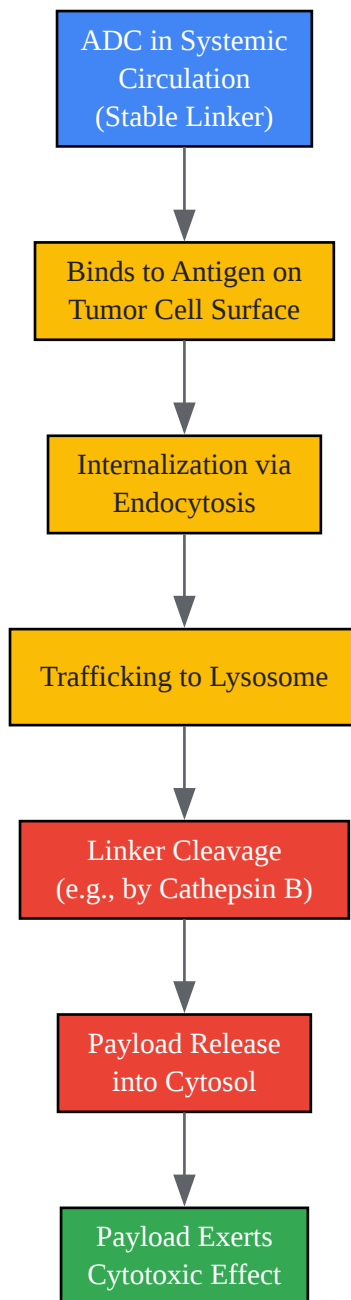 ADC in Systemic
Circulation
(Stable Linker)
Binds to Antigen on
Tumor Cell Surface
Internalization via
Endocytosis
Trafficking to Lysosome
Linker Cleavage
(e.g., by Cathepsin B)
Payload Release
into Cytosol
Payload Exerts
Cytotoxic Effect